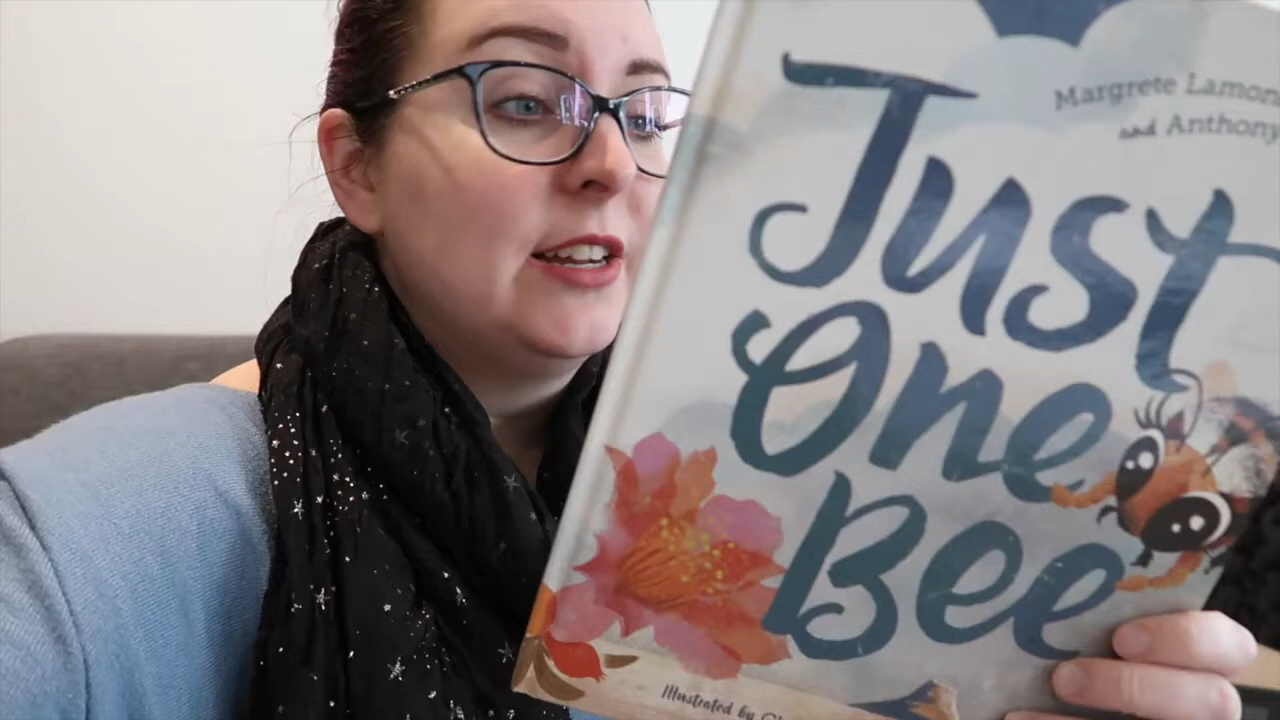 Margrete Lamon
and Anthony
Just
One
Bee
Illustrated by